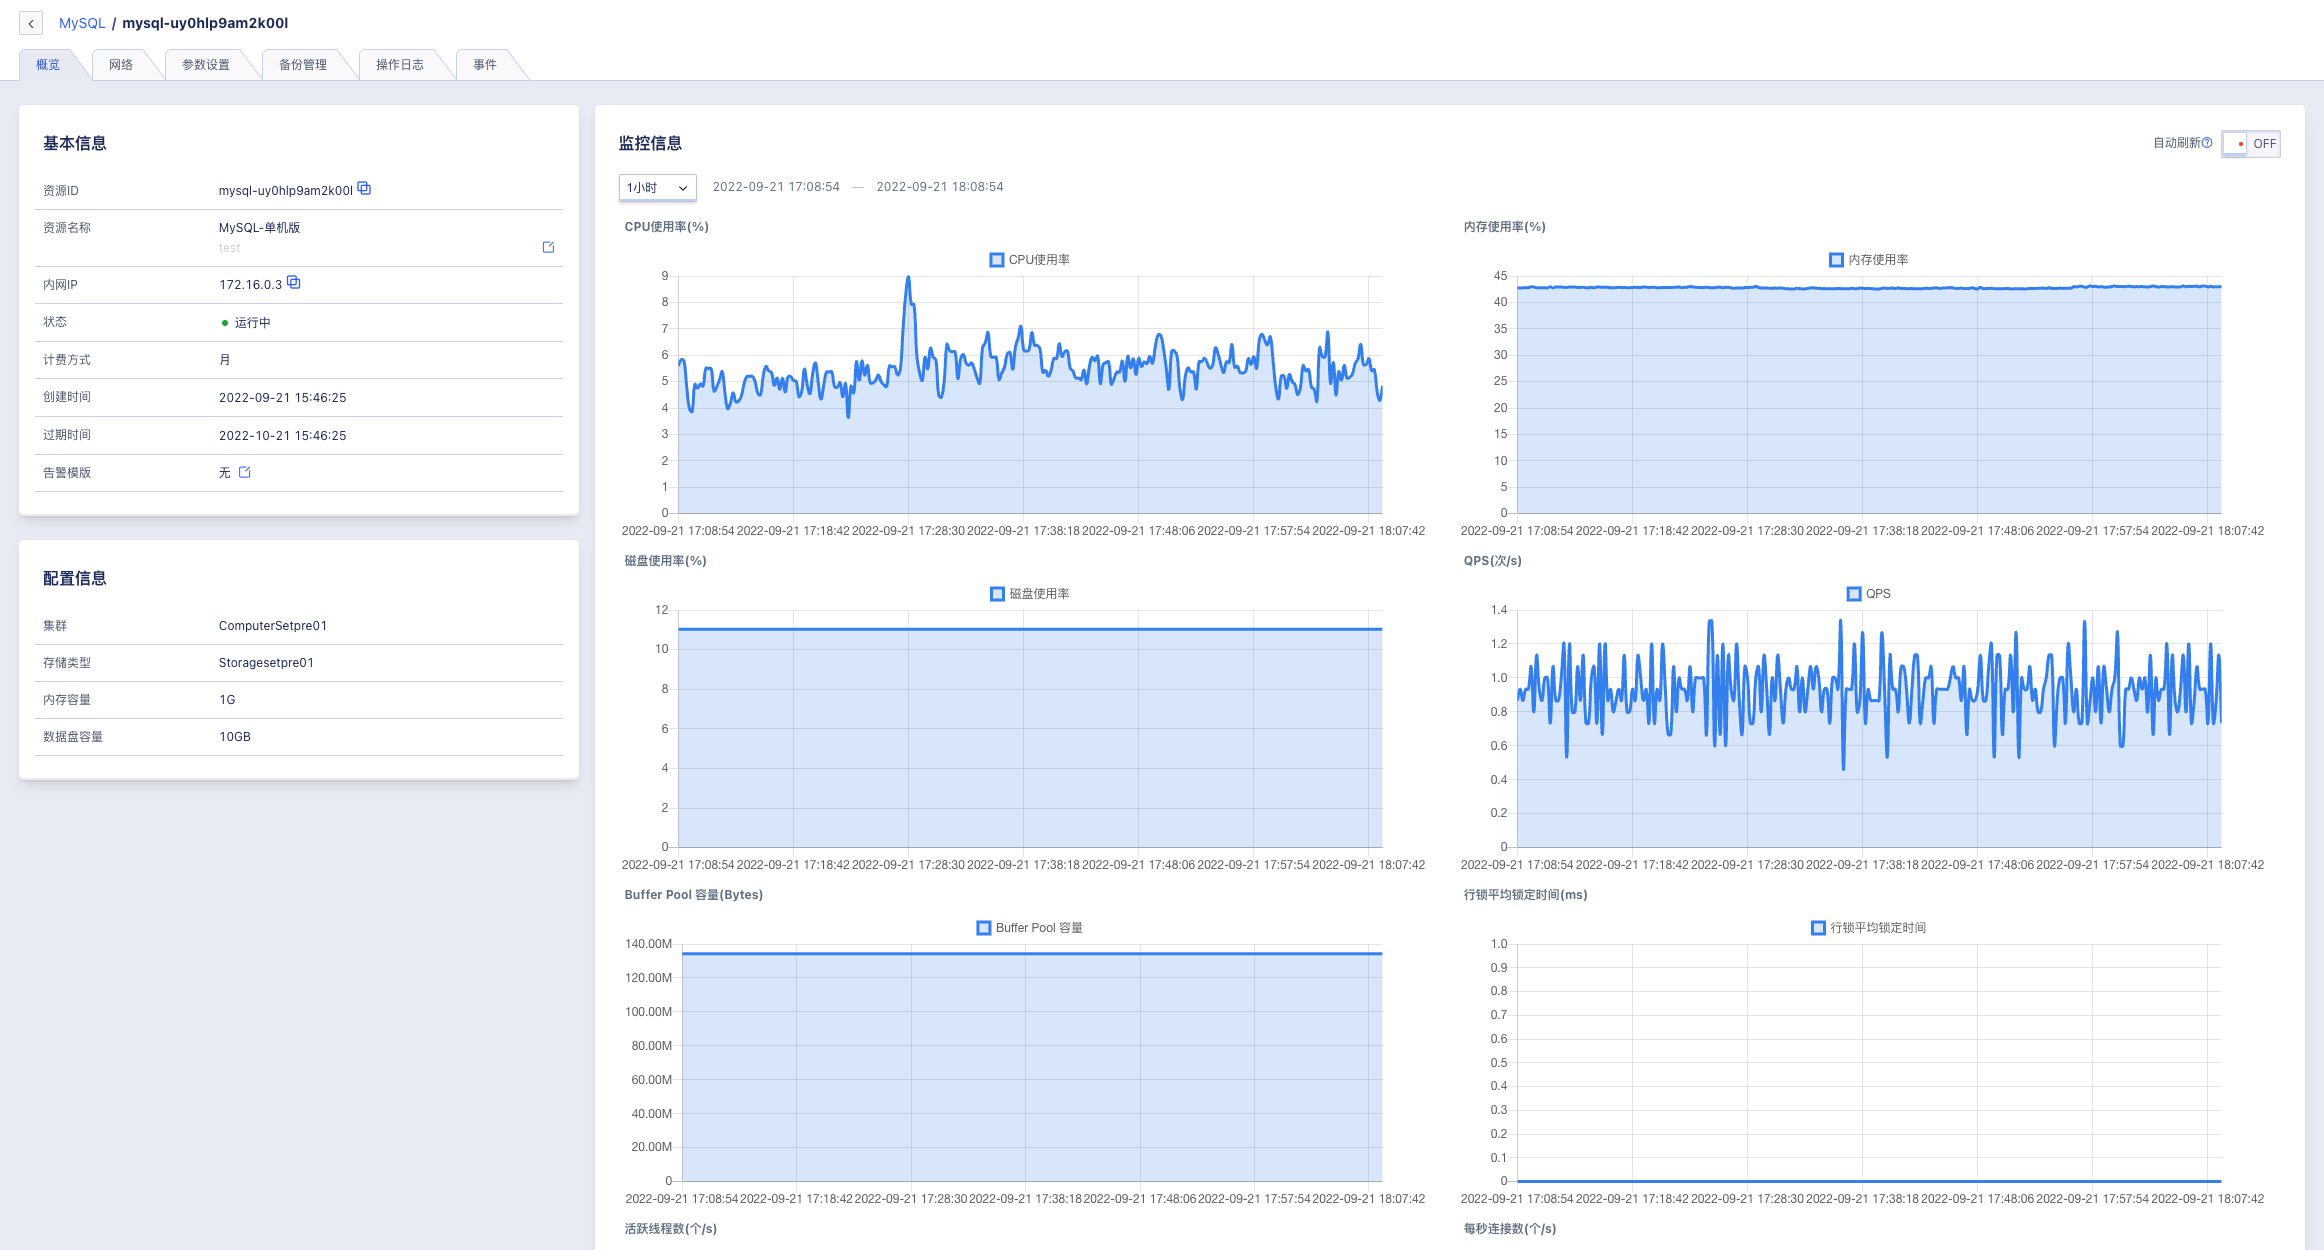 MySQL / mysql-uy0hlp9am2k00l
概览 网络 参数设置 备份管理 操作日志 事件
基本信息
资源ID mysql-uy0hlp9am2k00l
资源名称 MySQL-单机版
test
内网IP 172.16.0.3
状态 运行中
计费方式 月
创建时间 2022-09-21 15:46:25
过期时间 2022-10-21 15:46:25
告警模版 无
配置信息
集群 ComputerSetpre01
存储类型 Storagesetpre01
内存容量 1G
数据盘容量 10GB
监控信息
自动刷新 OFF
1小时 2022-09-21 17:08:54 — 2022-09-21 18:08:54
CPU使用率(%)
CPU使用率
9
8
7
6
5
4
3
2
1
0
2022-09-21 17:08:54 2022-09-21 17:18:42 2022-09-21 17:28:30 2022-09-21 17:38:18 2022-09-21 17:48:06 2022-09-21 17:57:54 2022-09-21 18:07:42
内存使用率(%)
内存使用率
45
40
35
30
25
20
15
10
5
0
2022-09-21 17:08:54 2022-09-21 17:18:42 2022-09-21 17:28:30 2022-09-21 17:38:18 2022-09-21 17:48:06 2022-09-21 17:57:54 2022-09-21 18:07:42
磁盘使用率(%)
磁盘使用率
12
10
8
6
4
2
0
2022-09-21 17:08:54 2022-09-21 17:18:42 2022-09-21 17:28:30 2022-09-21 17:38:18 2022-09-21 17:48:06 2022-09-21 17:57:54 2022-09-21 18:07:42
QPS(次/s)
QPS
1.4
1.2
1.0
0.8
0.6
0.4
0.2
0
2022-09-21 17:08:54 2022-09-21 17:18:42 2022-09-21 17:28:30 2022-09-21 17:38:18 2022-09-21 17:48:06 2022-09-21 17:57:54 2022-09-21 18:07:42
Buffer Pool 容量(Bytes)
Buffer Pool 容量
140.00M
120.00M
100.00M
80.00M
60.00M
40.00M
20.00M
0
2022-09-21 17:08:54 2022-09-21 17:18:42 2022-09-21 17:28:30 2022-09-21 17:38:18 2022-09-21 17:48:06 2022-09-21 17:57:54 2022-09-21 18:07:42
行锁平均锁定时间(ms)
行锁平均锁定时间
1.0
0.9
0.8
0.7
0.6
0.5
0.4
0.3
0.2
0.1
0
2022-09-21 17:08:54 2022-09-21 17:18:42 2022-09-21 17:28:30 2022-09-21 17:38:18 2022-09-21 17:48:06 2022-09-21 17:57:54 2022-09-21 18:07:42
活跃线程数(个/s)
每秒连接数(个/s)